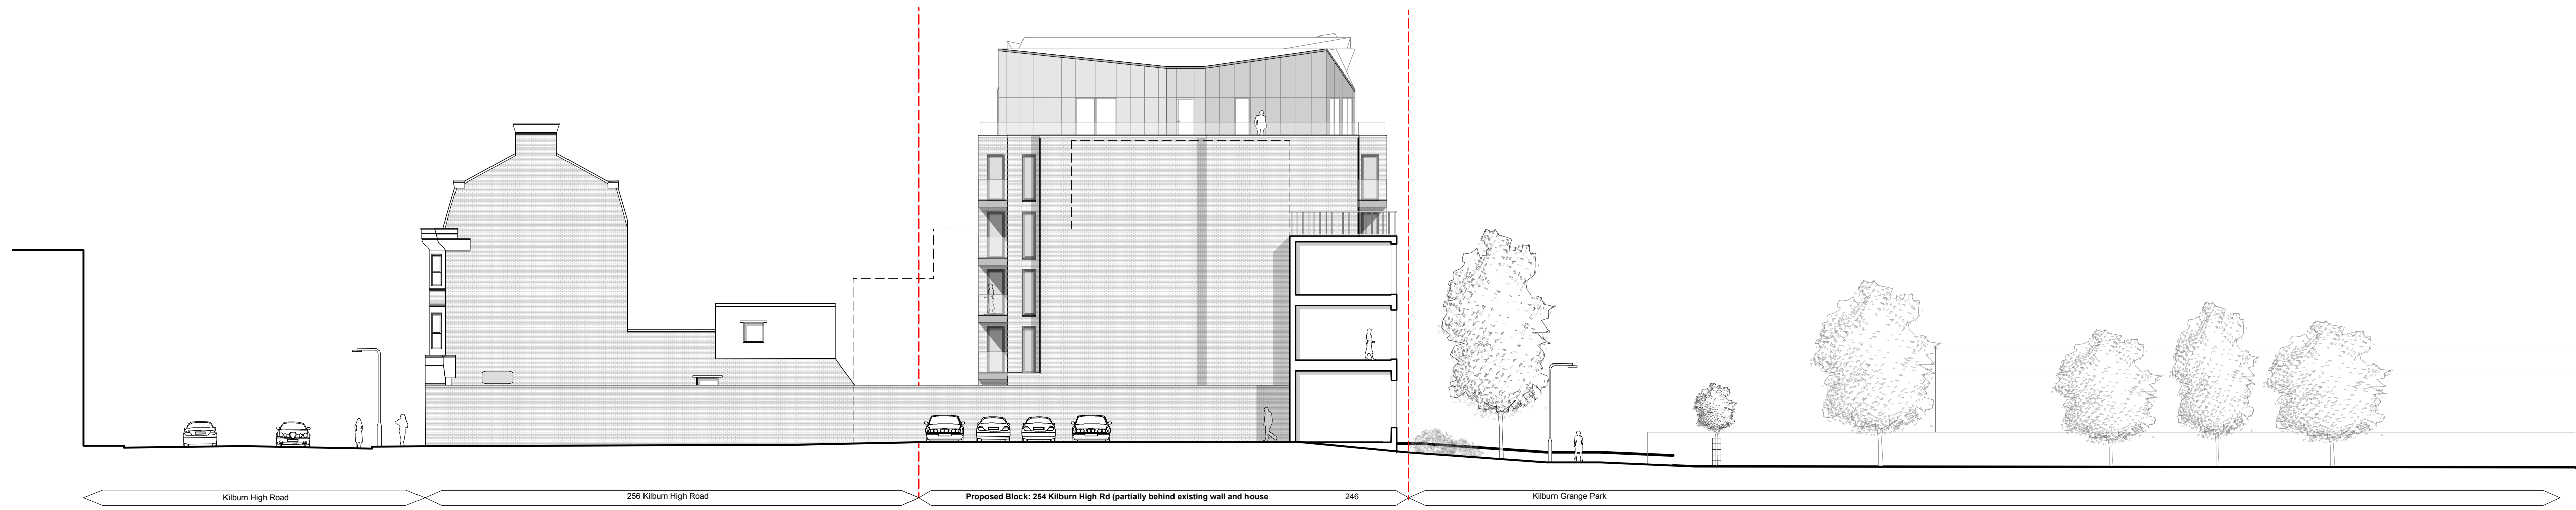 Kilburn High Road
256 Kilburn High Road
Proposed Block: 254 Kilburn High Rd (partially behind existing wall and house
246
Kilburn Grange Park